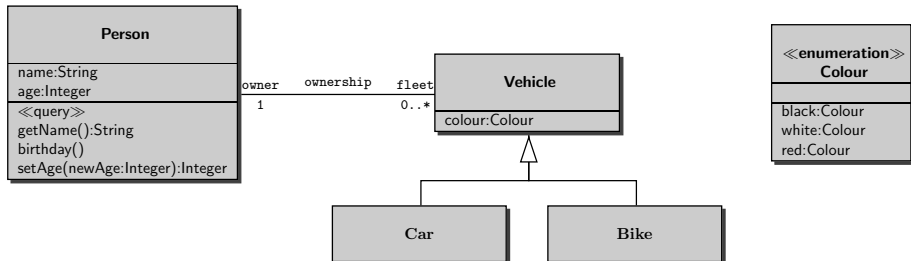 Person
name:String
age:Integer
≪query≫
getName():String
birthday()
setAge(newAge:Integer):Integer
owner
ownership
fleet
1
0..*
Vehicle
colour:Colour
≪enumeration≫
Colour
black:Colour
white:Colour
red:Colour
Car
Bike